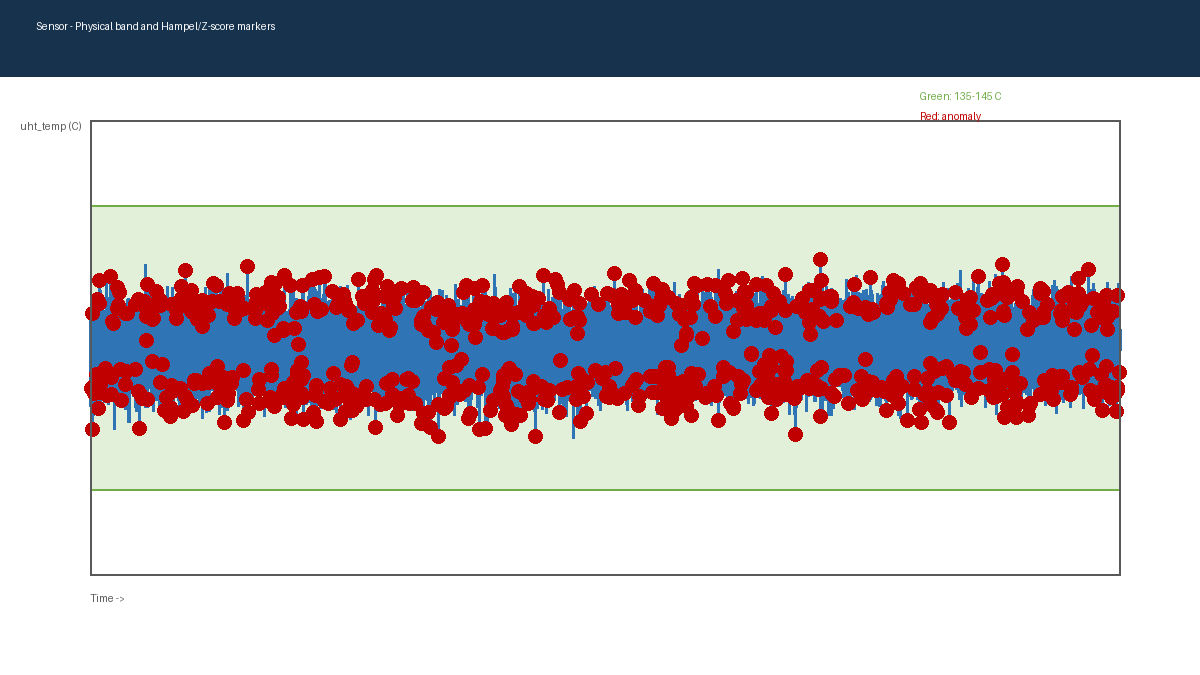 Sensor - Physical band and Hampel/Z-score markers
Green: 135-145 C
Red: anomaly
uht_temp (C)
Time ->